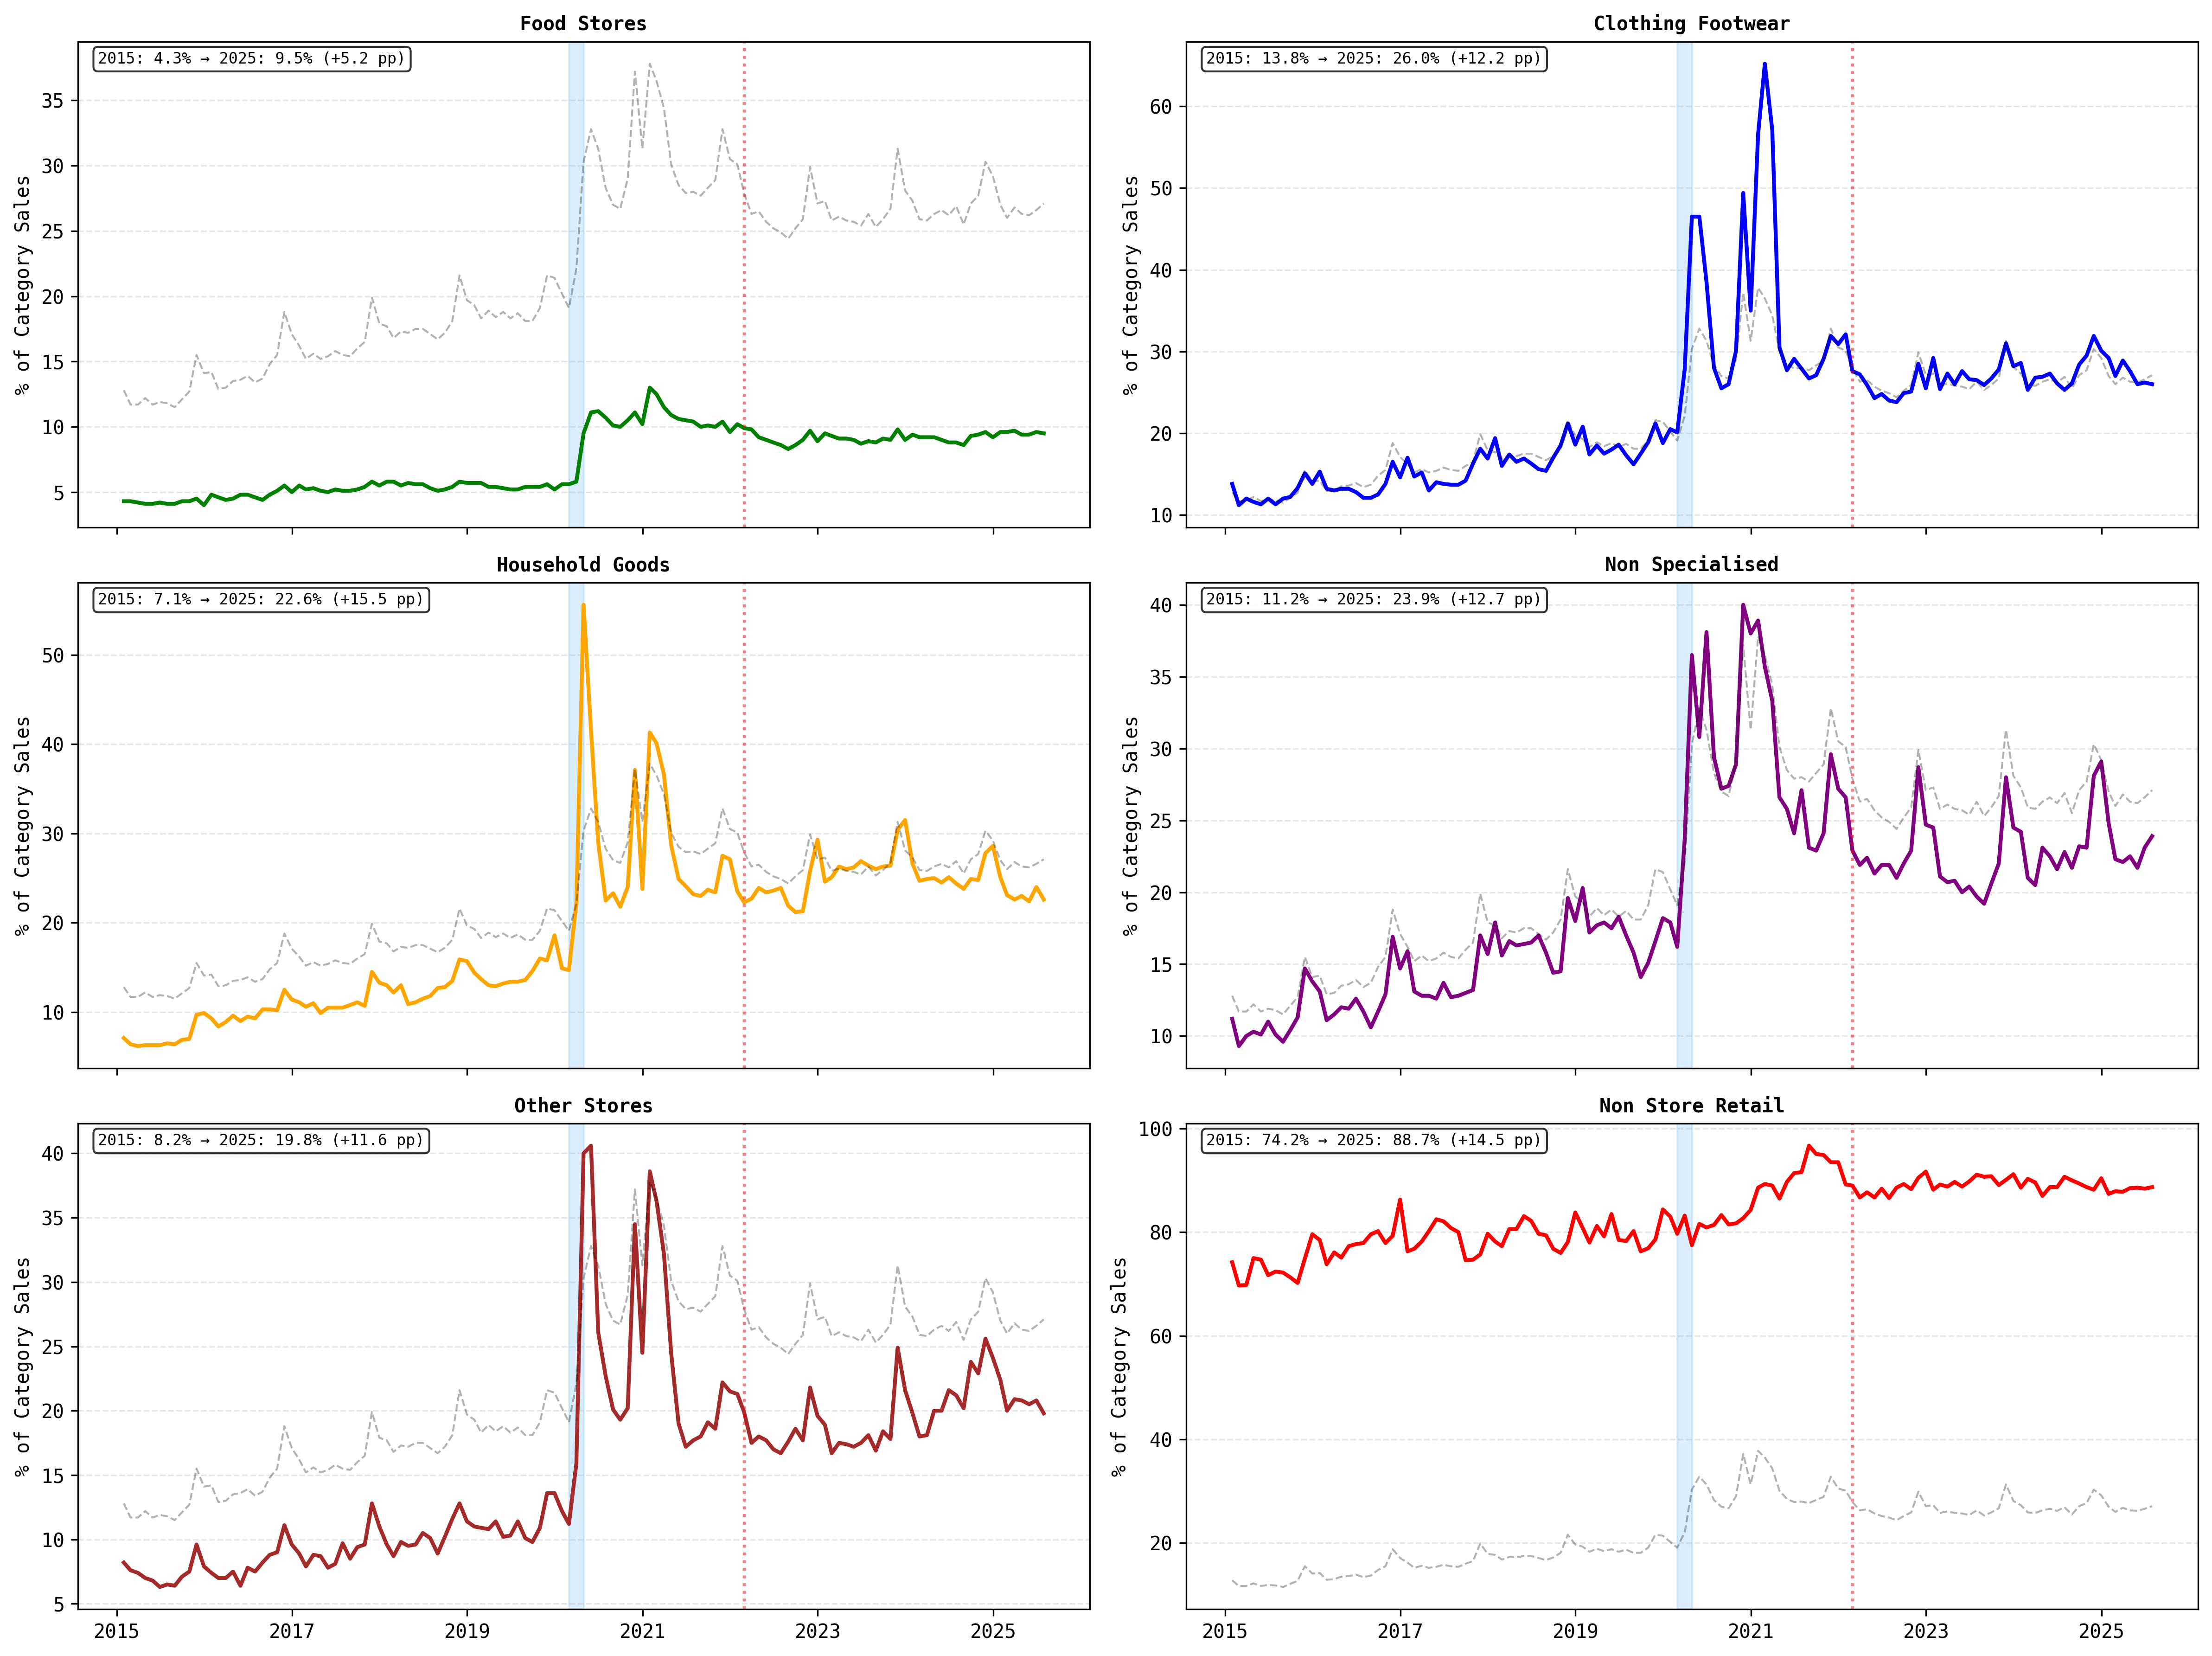 Food Stores
2015: 4.3% → 2025: 9.5% (+5.2 pp)
% of Category Sales
35
30
25
20
15
10
5
Clothing Footwear
2015: 13.8% → 2025: 26.0% (+12.2 pp)
% of Category Sales
60
50
40
30
20
10
Household Goods
2015: 7.1% → 2025: 22.6% (+15.5 pp)
% of Category Sales
50
40
30
20
10
Non Specialised
2015: 11.2% → 2025: 23.9% (+12.7 pp)
% of Category Sales
40
35
30
25
20
15
10
Other Stores
2015: 8.2% → 2025: 19.8% (+11.6 pp)
% of Category Sales
40
35
30
25
20
15
10
5
2015 2017 2019 2021 2023 2025
Non Store Retail
2015: 74.2% → 2025: 88.7% (+14.5 pp)
% of Category Sales
100
80
60
40
20
2015 2017 2019 2021 2023 2025